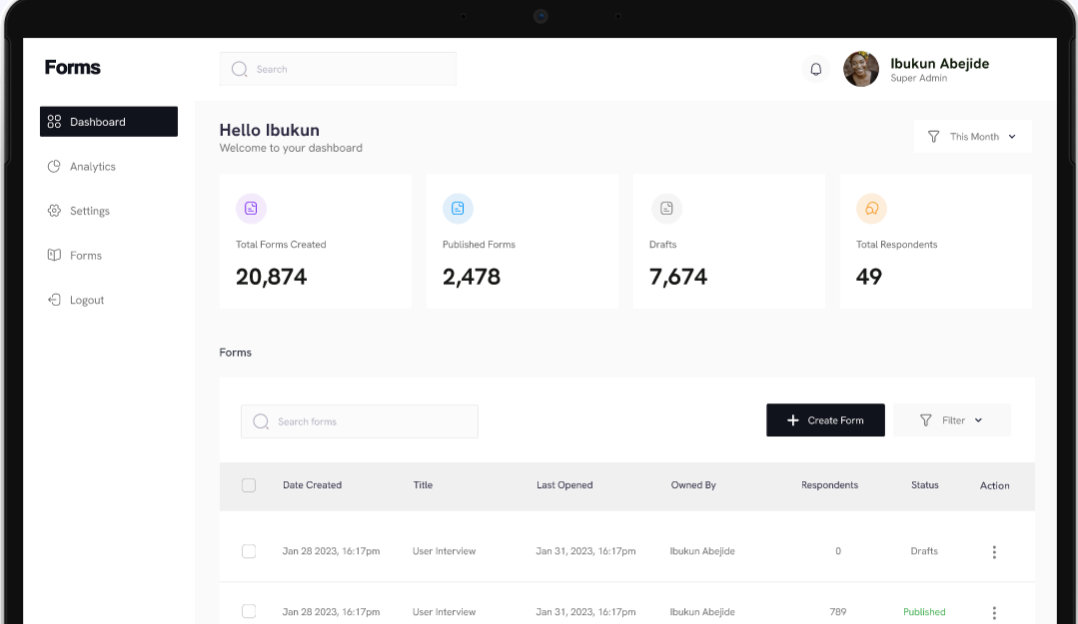 Forms
Search
Ibukun Abejide
Super Admin
Dashboard
Analytics
Settings
Forms
Logout
Hello Ibukun
Welcome to your dashboard
This Month
Total Forms Created
20,874
Published Forms
2,478
Drafts
7,674
Total Respondents
49
Forms
Search forms
Create Form
Filter
Date Created Title Last Opened Owned By Respondents Status Action
Jan 28 2023, 16:17pm User Interview Jan 31, 2023, 16:17pm Ibukun Abejide 0 Drafts
Jan 28 2023, 16:17pm User Interview Jan 31, 2023, 16:17pm Ibukun Abejide 789 Published